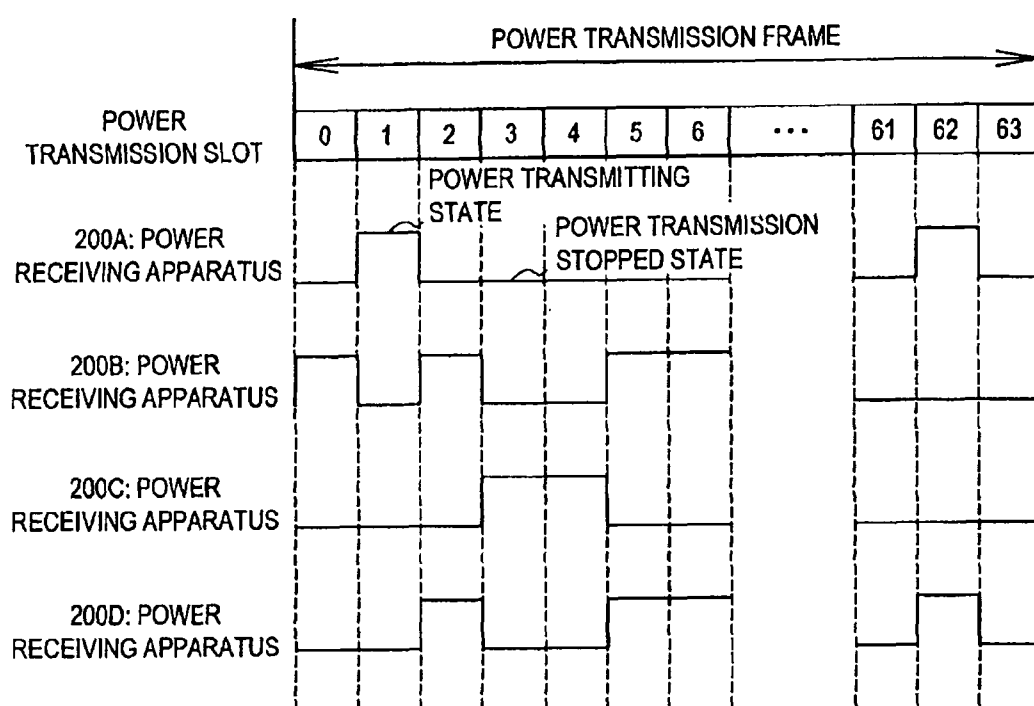 POWER TRANSMISSION FRAME
POWER
TRANSMISSION SLOT
0 1 2 3 4 5 6 ... 61 62 63
POWER TRANSMITTING
STATE
POWER TRANSMISSION
STOPPED STATE
200A: POWER
RECEIVING APPARATUS
200B: POWER
RECEIVING APPARATUS
200C: POWER
RECEIVING APPARATUS
200D: POWER
RECEIVING APPARATUS